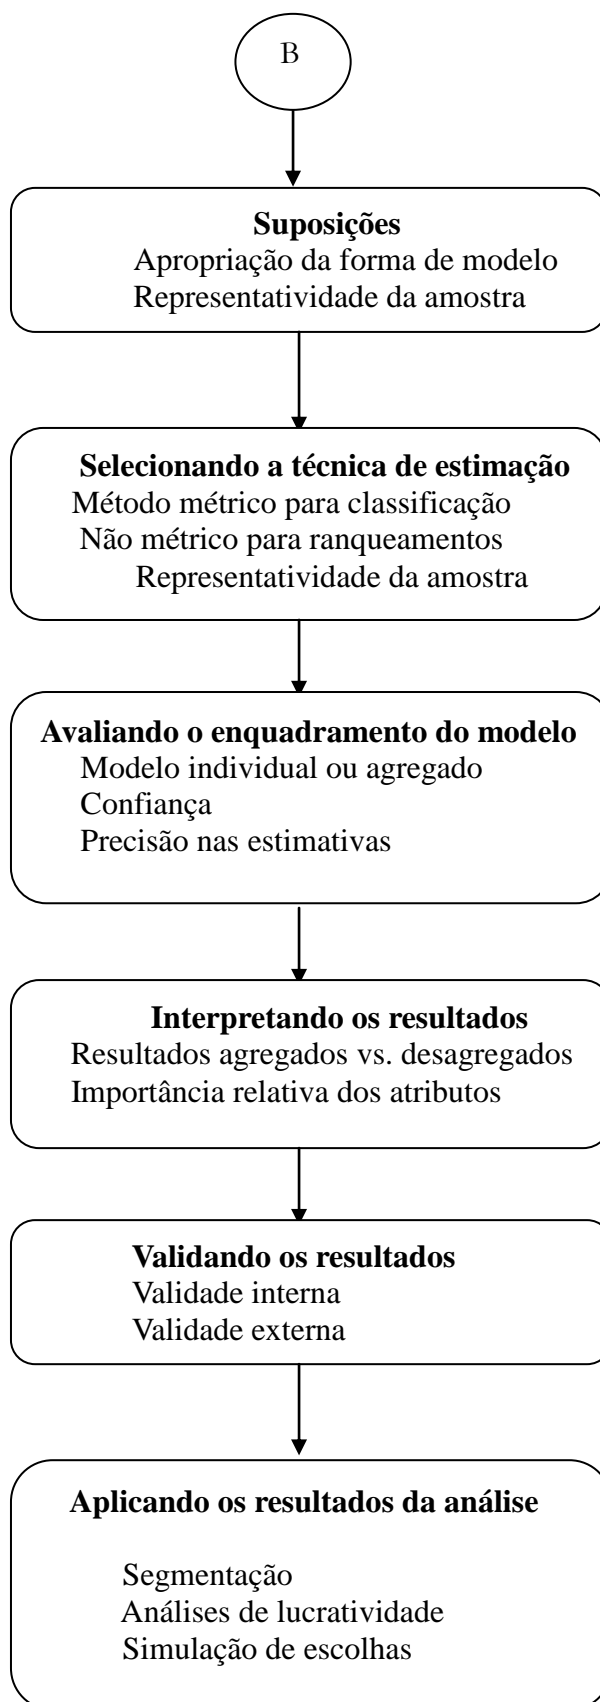 B
Suposições
Apropriação da forma de modelo
Representatividade da amostra
Selecionando a técnica de estimação
Método métrico para classificação
Não métrico para ranqueamentos
Representatividade da amostra
Avaliando o enquadramento do modelo
Modelo individual ou agregado
Confiança
Precisão nas estimativas
Interpretando os resultados
Resultados agregados vs. desagregados
Importância relativa dos atributos
Validando os resultados
Validade interna
Validade externa
Aplicando os resultados da análise
Segmentação
Análises de lucratividade
Simulação de escolhas